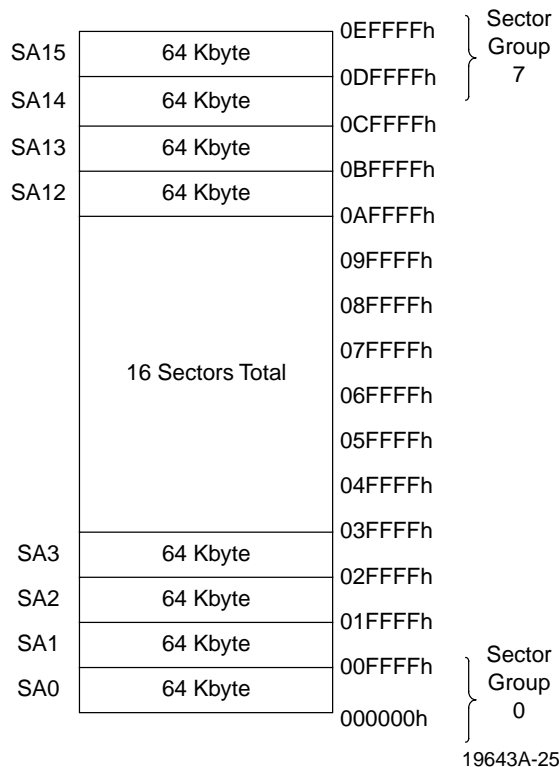 0EFFFFh
Sector
Group
7
SA15 64 Kbyte
0DFFFFh
SA14 64 Kbyte
0CFFFFh
SA13 64 Kbyte
0BFFFFh
SA12 64 Kbyte
0AFFFFh
09FFFFh
08FFFFh
07FFFFh
16 Sectors Total
06FFFFh
05FFFFh
04FFFFh
03FFFFh
SA3 64 Kbyte
02FFFFh
SA2 64 Kbyte
01FFFFh
SA1 64 Kbyte
00FFFFh
Sector
Group
0
SA0 64 Kbyte
000000h
19643A-25